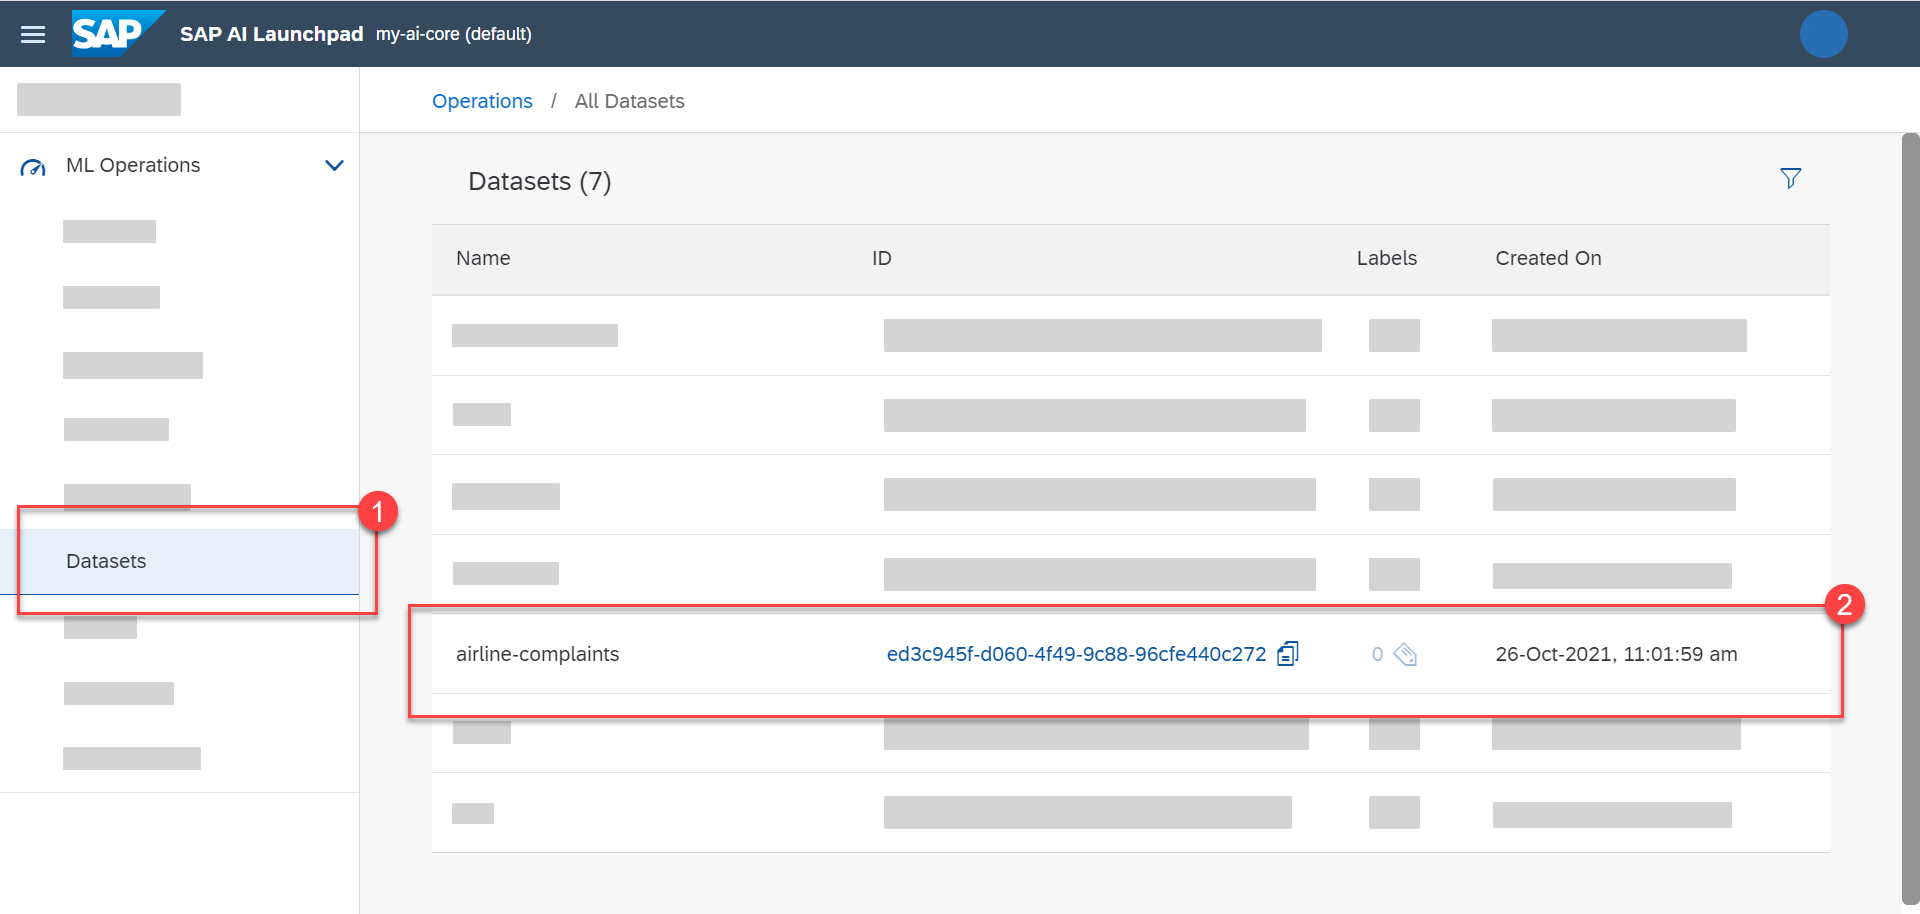 SAP SAP AI Launchpad my-ai-core (default)
Operations / All Datasets
ML Operations
Datasets (7)
Name ID Labels Created On
1
Datasets
2
airline-complaints ed3c945f-d060-4f49-9c88-96cfe440c272 0 26-Oct-2021, 11:01:59 am